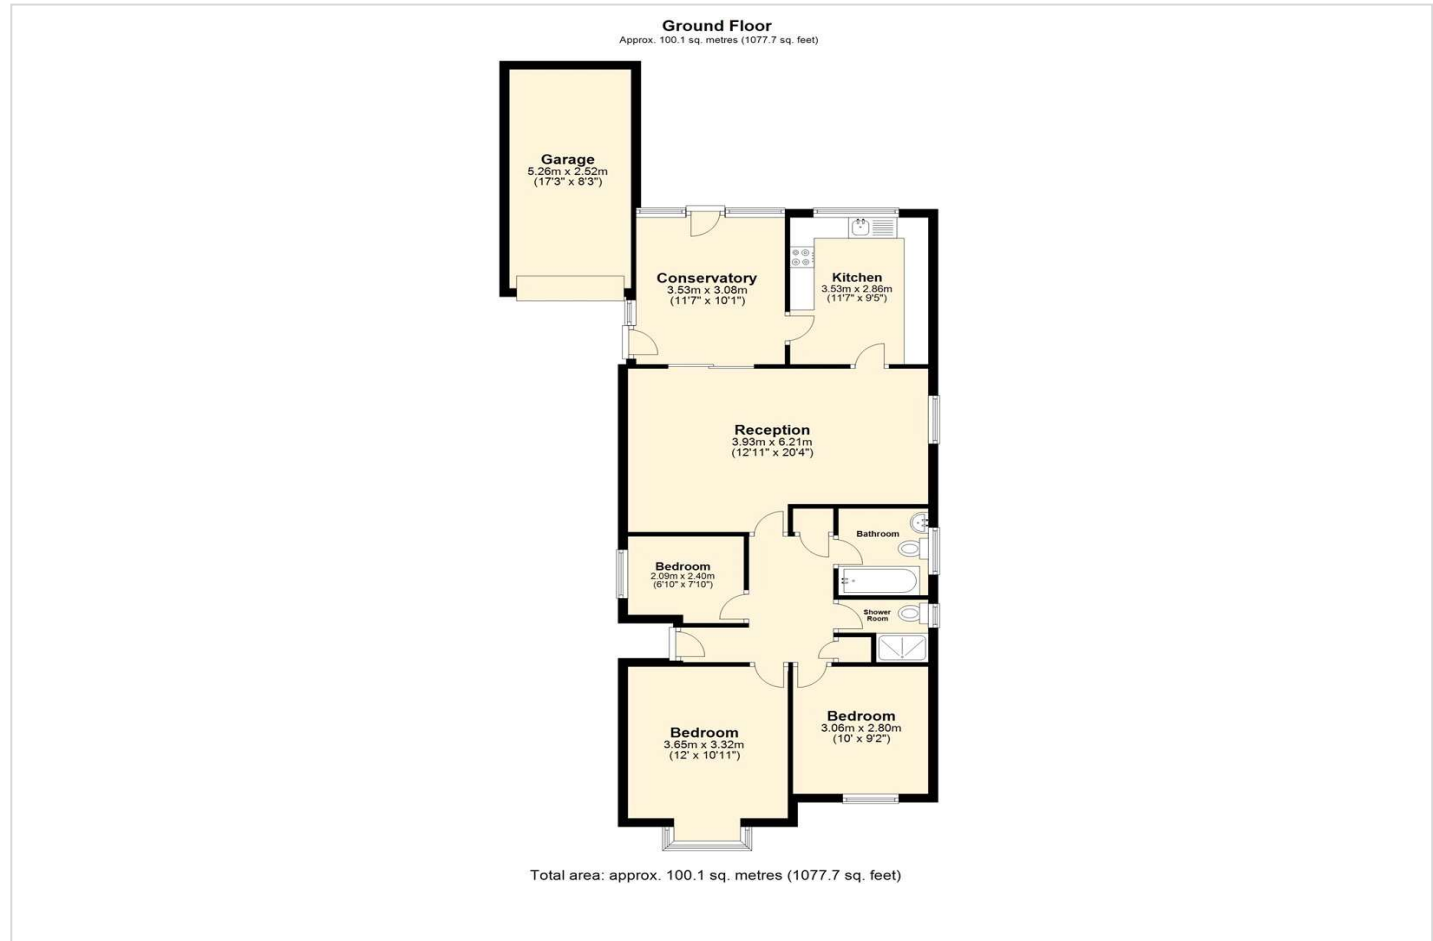 Ground Floor
Approx. 100.1 sq. metres (1077.7 sq. feet)
Garage
5.26m x 2.52m
(17'3" x 8'3")
Conservatory
3.53m x 3.08m
(11'7" x 10'1")
Kitchen
3.53m x 2.86m
(11'7" x 9'5")
Reception
3.93m x 6.21m
(12'11" x 20'4")
Bathroom
Bedroom
2.09m x 2.40m
(6'10" x 7'10")
Shower
Room
Bedroom
3.65m x 3.32m
(12' x 10'11")
Bedroom
3.06m x 2.80m
(10' x 9'2")
Total area: approx. 100.1 sq. metres (1077.7 sq. feet)